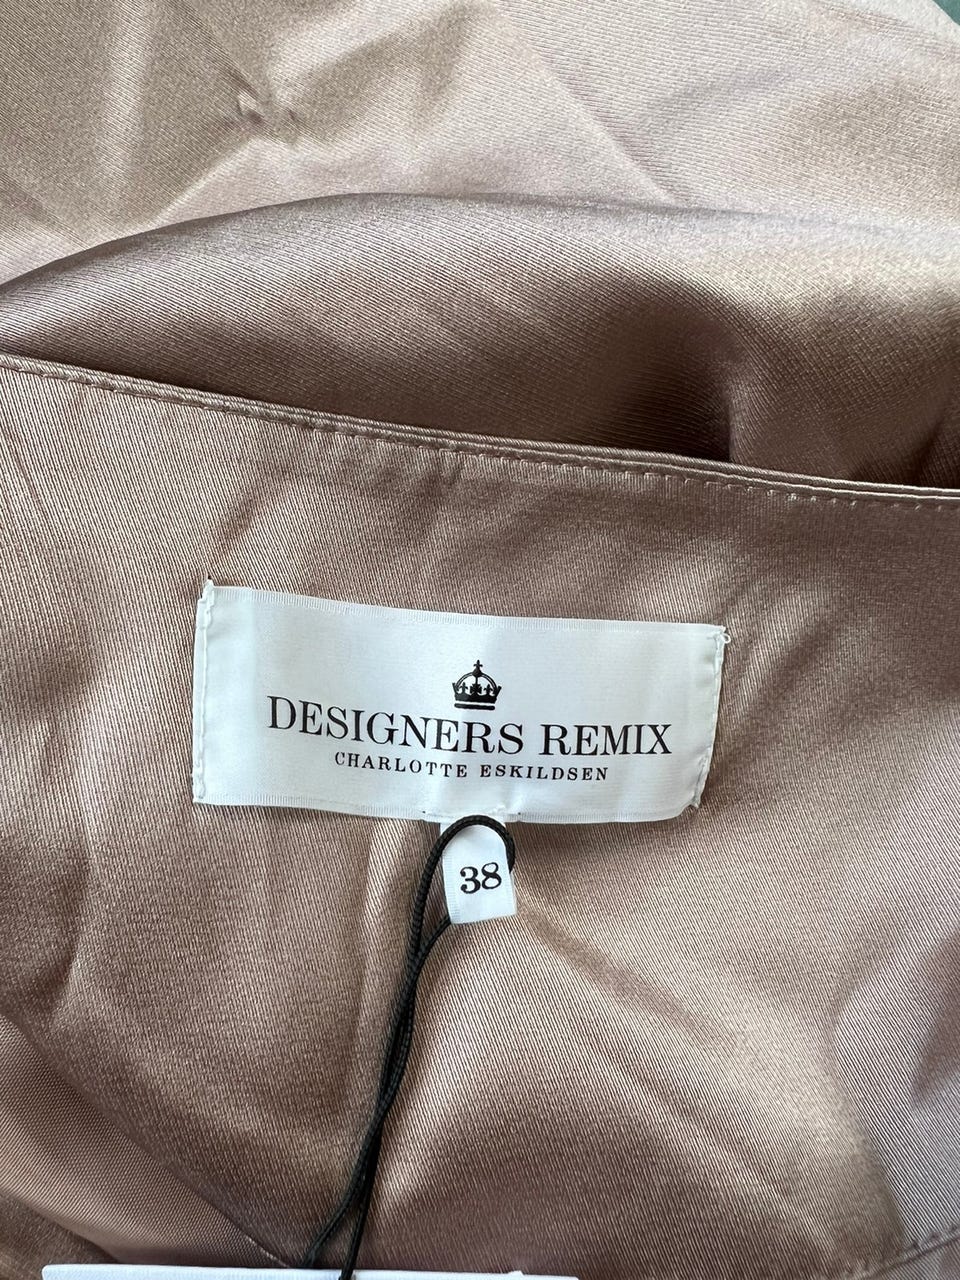 DESIGNERS REMIX
CHARLOTTE ESKILDSEN
38